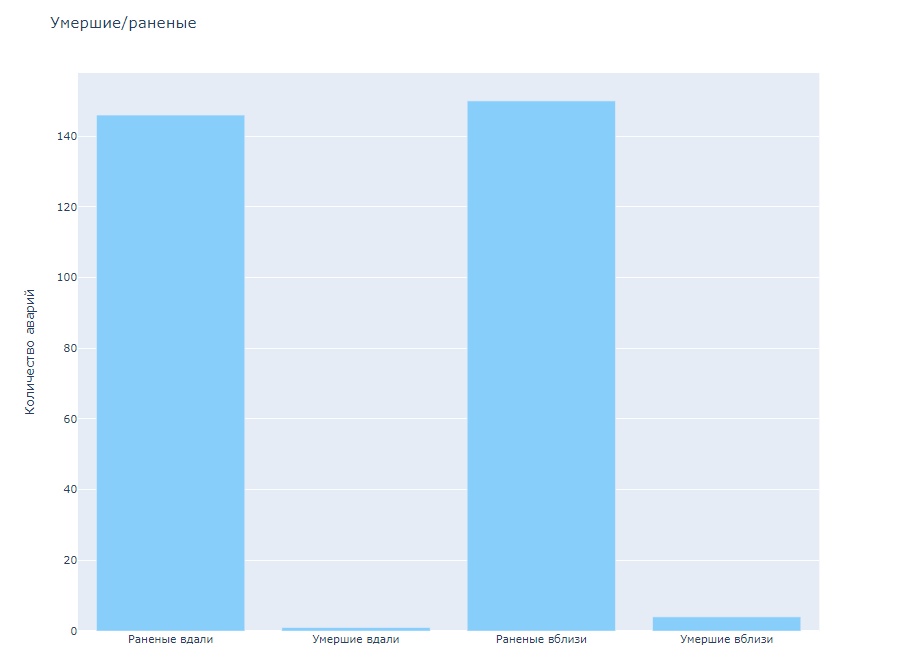 Умершие/раненые
Количество аварий
140
120
100
80
60
40
20
0
Раненые вдали
Умершие вдали
Раненые вблизи
Умершие вблизи